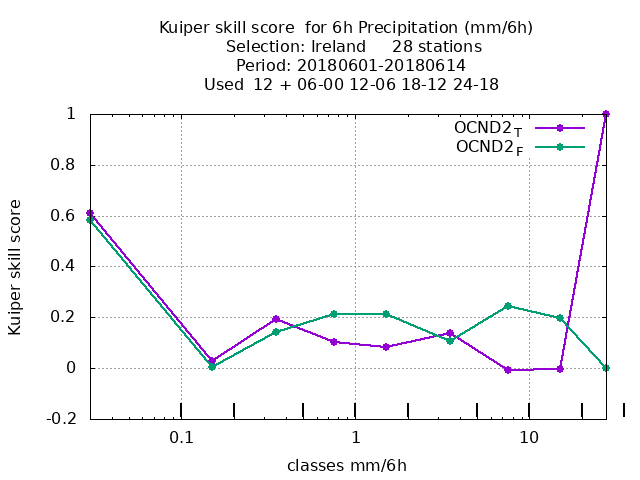 Kuiper skill score  for 6h Precipitation (mm/6h)
Selection: Ireland     28 stations
Period: 20180601-20180614
Used  12 + 06-00 12-06 18-12 24-18
OCND2T
OCND2F
1
0.8
0.6
0.4
0.2
0
-0.2
Kuiper skill score
0.1
1
10
classes mm/6h